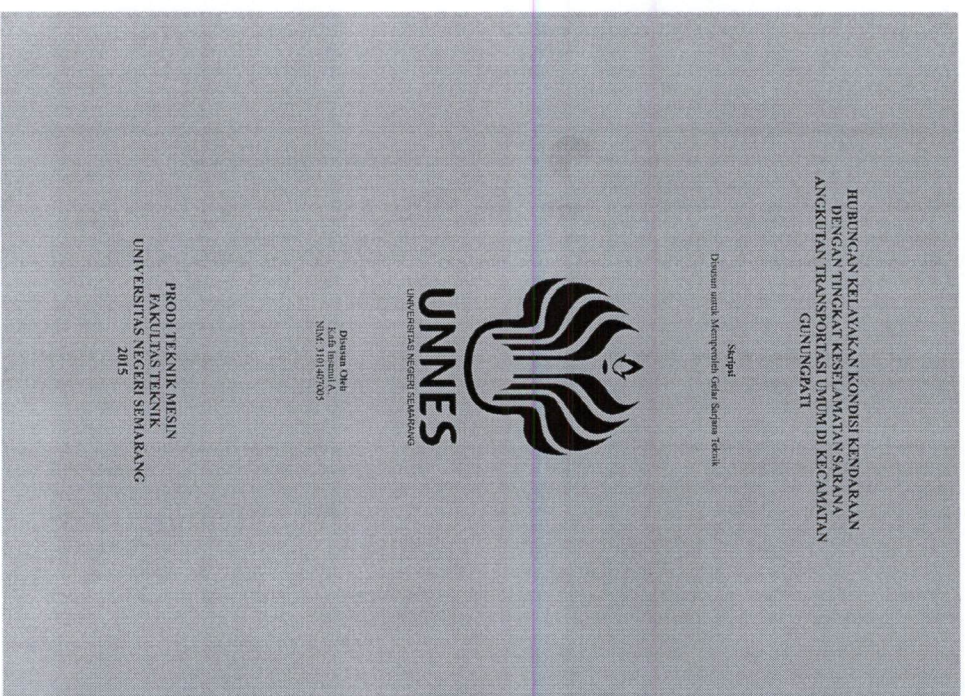 HUBUNGAN KELAYAKAN KONDISI KENDARAAN
DENGAN TINGKAT KESELAMATAN SARANA
ANGKUTAN TRANSPORTASI UMUM DI KECAMATAN
GUNUNGPATI
Skripsi
Disusun untuk Memperoleh Gelar Sarjana Teknik
UNNES
UNIVERSITAS NEGERI SEMARANG
Disusun Oleh
Kafa Imanul A.
NIM: 3101407005
PRODI TEKNIK MESIN
FAKULTAS TEKNIK
UNIVERSITAS NEGERI SEMARANG
2015